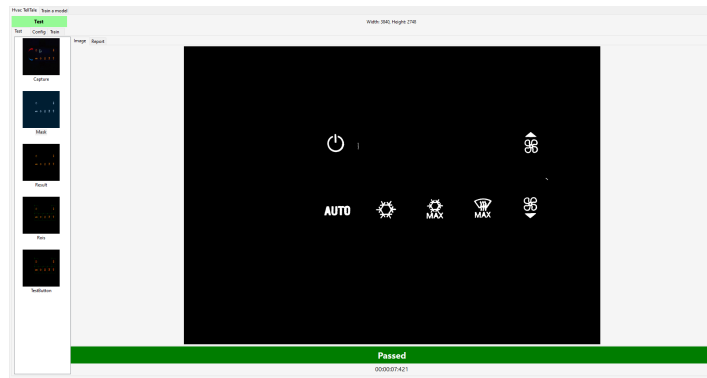 Hvac TellTale Train a model
Test
Width: 3840, Height: 2748
Test Config Train
Image Report
Capture
Mask
Result
Rms
TestButton
AUTO
MAX
MAX
Passed
00:00:07:421